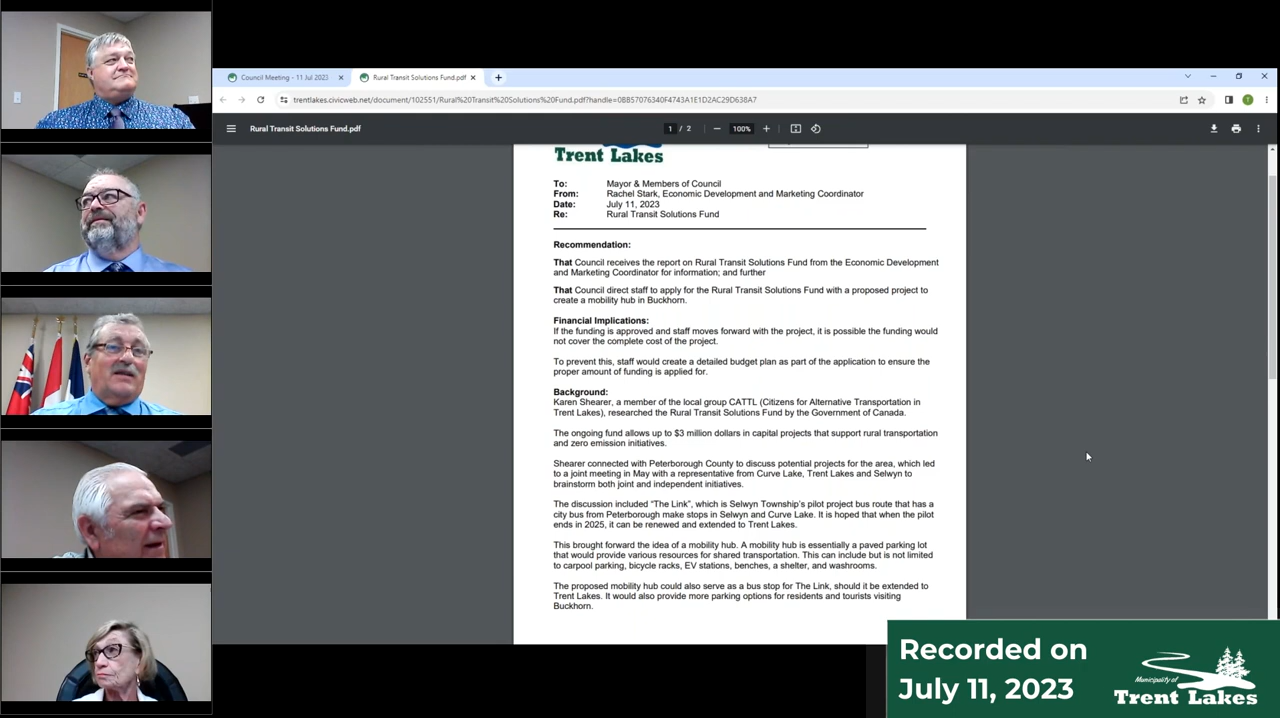 Council Meeting - 11 Jul 2023
Rural Transit Solutions Fund.pdf
trentlakes.civicweb.net/document/102551/Rural%20Transit%20Solutions%20Fund.pdf?handle=08B57076340F4743A1E1D2AC29D638A7
T
Rural Transit Solutions Fund.pdf
1 / 2
100%
Trent Lakes
To: Mayor & Members of Council
From: Rachel Stark, Economic Development and Marketing Coordinator
Date: July 11, 2023
Re: Rural Transit Solutions Fund
Recommendation:
That Council receives the report on Rural Transit Solutions Fund from the Economic Development
and Marketing Coordinator for information; and further
That Council direct staff to apply for the Rural Transit Solutions Fund with a proposed project to
create a mobility hub in Buckhorn.
Financial Implications:
If the funding is approved and staff moves forward with the project, it is possible the funding would
not cover the complete cost of the project.
To prevent this, staff would create a detailed budget plan as part of the application to ensure the
proper amount of funding is applied for.
Background:
Karen Shearer, a member of the local group CATTL (Citizens for Alternative Transportation in
Trent Lakes), researched the Rural Transit Solutions Fund by the Government of Canada.
The ongoing fund allows up to $3 million dollars in capital projects that support rural transportation
and zero emission initiatives.
Shearer connected with Peterborough County to discuss potential projects for the area, which led
to a joint meeting in May with a representative from Curve Lake, Trent Lakes and Selwyn to
brainstorm both joint and independent initiatives.
The discussion included “The Link”, which is Selwyn Township’s pilot project bus route that has a
city bus from Peterborough make stops in Selwyn and Curve Lake. It is hoped that when the pilot
ends in 2025, it can be renewed and extended to Trent Lakes.
This brought forward the idea of a mobility hub. A mobility hub is essentially a paved parking lot
that would provide various resources for shared transportation. This can include but is not limited
to carpool parking, bicycle racks, EV stations, benches, a shelter, and washrooms.
The proposed mobility hub could also serve as a bus stop for The Link, should it be extended to
Trent Lakes. It would also provide more parking options for residents and tourists visiting
Buckhorn.
Recorded on
July 11, 2023
Municipality of
Trent Lakes